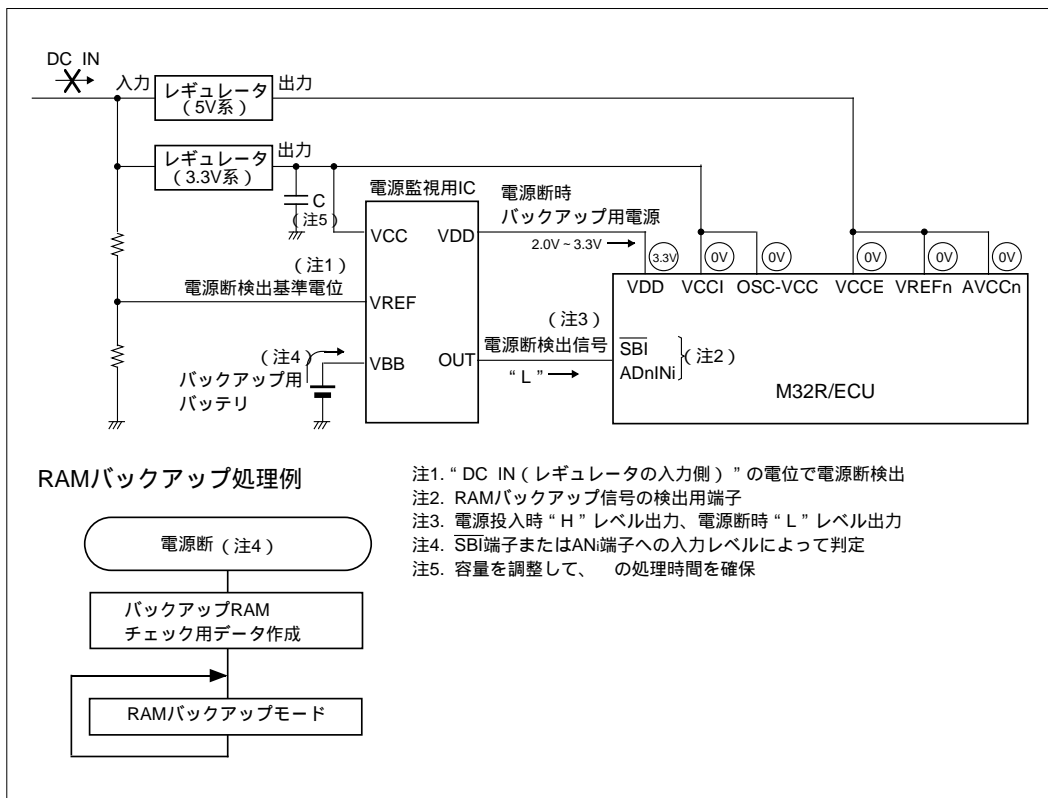 DC IN
入力
レギュレータ
(5V系)
出力
レギュレータ
(3.3V系)
出力
C
(注5)
電源監視用IC
VCC
VDD
VREF
VBB
OUT
(注1)
電源断検出基準電位
(注4)
バックアップ用
バッテリ
電源断時
バックアップ用電源
2.0V ~ 3.3V
3.3V
0V
0V
0V
0V
0V
VDD VCCI OSC-VCC VCCE VREFn AVCCn
(注3)
電源断検出信号
“ L ”
SBI
ADnINi
(注2)
M32R/ECU
RAMバックアップ処理例
電源断 (注4)
バックアップRAM
チェック用データ作成
RAMバックアップモード
注1. “ DC IN(レギュレータの入力側)” の電位で電源断検出
注2. RAMバックアップ信号の検出用端子
注3. 電源投入時 “ H ” レベル出力、電源断時 “ L ” レベル出力
注4. SBI端子またはANi端子への入力レベルによって判定
注5. 容量を調整して、 の処理時間を確保